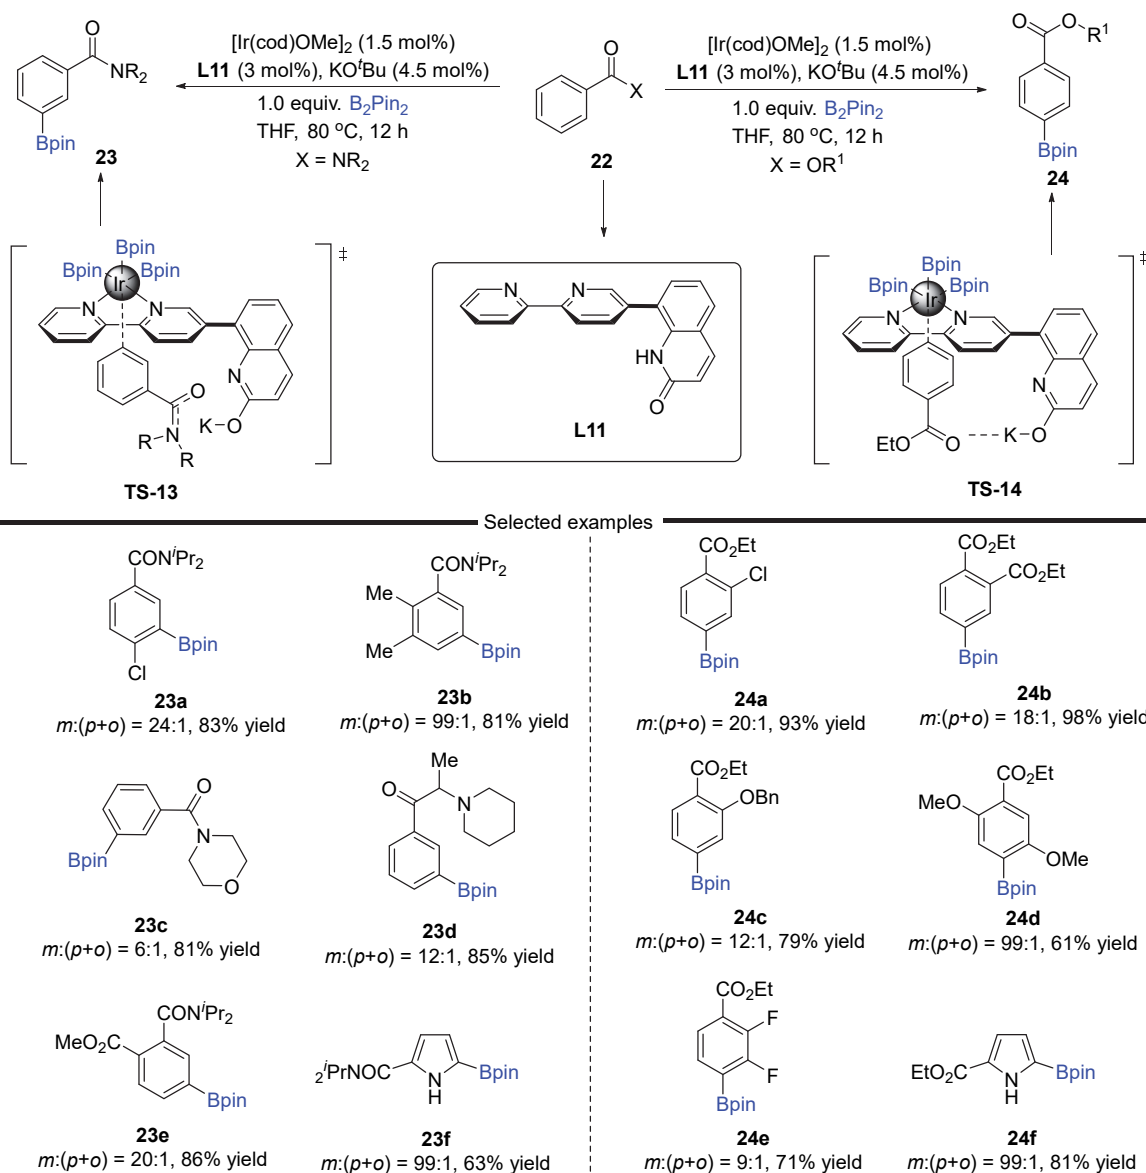 [Ir(cod)OMe]2 (1.5 mol%)
L11 (3 mol%), KOtBu (4.5 mol%)
1.0 equiv. B2Pin2
THF, 80 oC, 12 h
X = NR2
O
NR2
Bpin
23
O
X
22
[Ir(cod)OMe]2 (1.5 mol%)
L11 (3 mol%), KOtBu (4.5 mol%)
1.0 equiv. B2Pin2
THF, 80 oC, 12 h
X = OR1
O
O
R1
Bpin
24
Bpin
Bpin
Bpin
Ir
N
N
N
O
K
O
N
R
R
‡
TS-13
N
N
HN
O
L11
Bpin
Bpin
Bpin
Ir
N
N
N
EtO
O
K
O
‡
TS-14
Selected examples
CONiPr2
Bpin
Cl
23a
m:(p+o) = 24:1, 83% yield
CONiPr2
Me
Me
Bpin
23b
m:(p+o) = 99:1, 81% yield
CO2Et
Cl
Bpin
24a
m:(p+o) = 20:1, 93% yield
CO2Et
CO2Et
Bpin
24b
m:(p+o) = 18:1, 98% yield
O
N
O
Bpin
23c
m:(p+o) = 6:1, 81% yield
Me
O
N
Bpin
23d
m:(p+o) = 12:1, 85% yield
CO2Et
OBn
Bpin
24c
m:(p+o) = 12:1, 79% yield
CO2Et
MeO
OMe
Bpin
24d
m:(p+o) = 99:1, 61% yield
CONiPr2
MeO2C
Bpin
23e
m:(p+o) = 20:1, 86% yield
2iPrNOC
N
H
Bpin
23f
m:(p+o) = 99:1, 63% yield
CO2Et
F
F
Bpin
24e
m:(p+o) = 9:1, 71% yield
EtO2C
N
H
Bpin
24f
m:(p+o) = 99:1, 81% yield